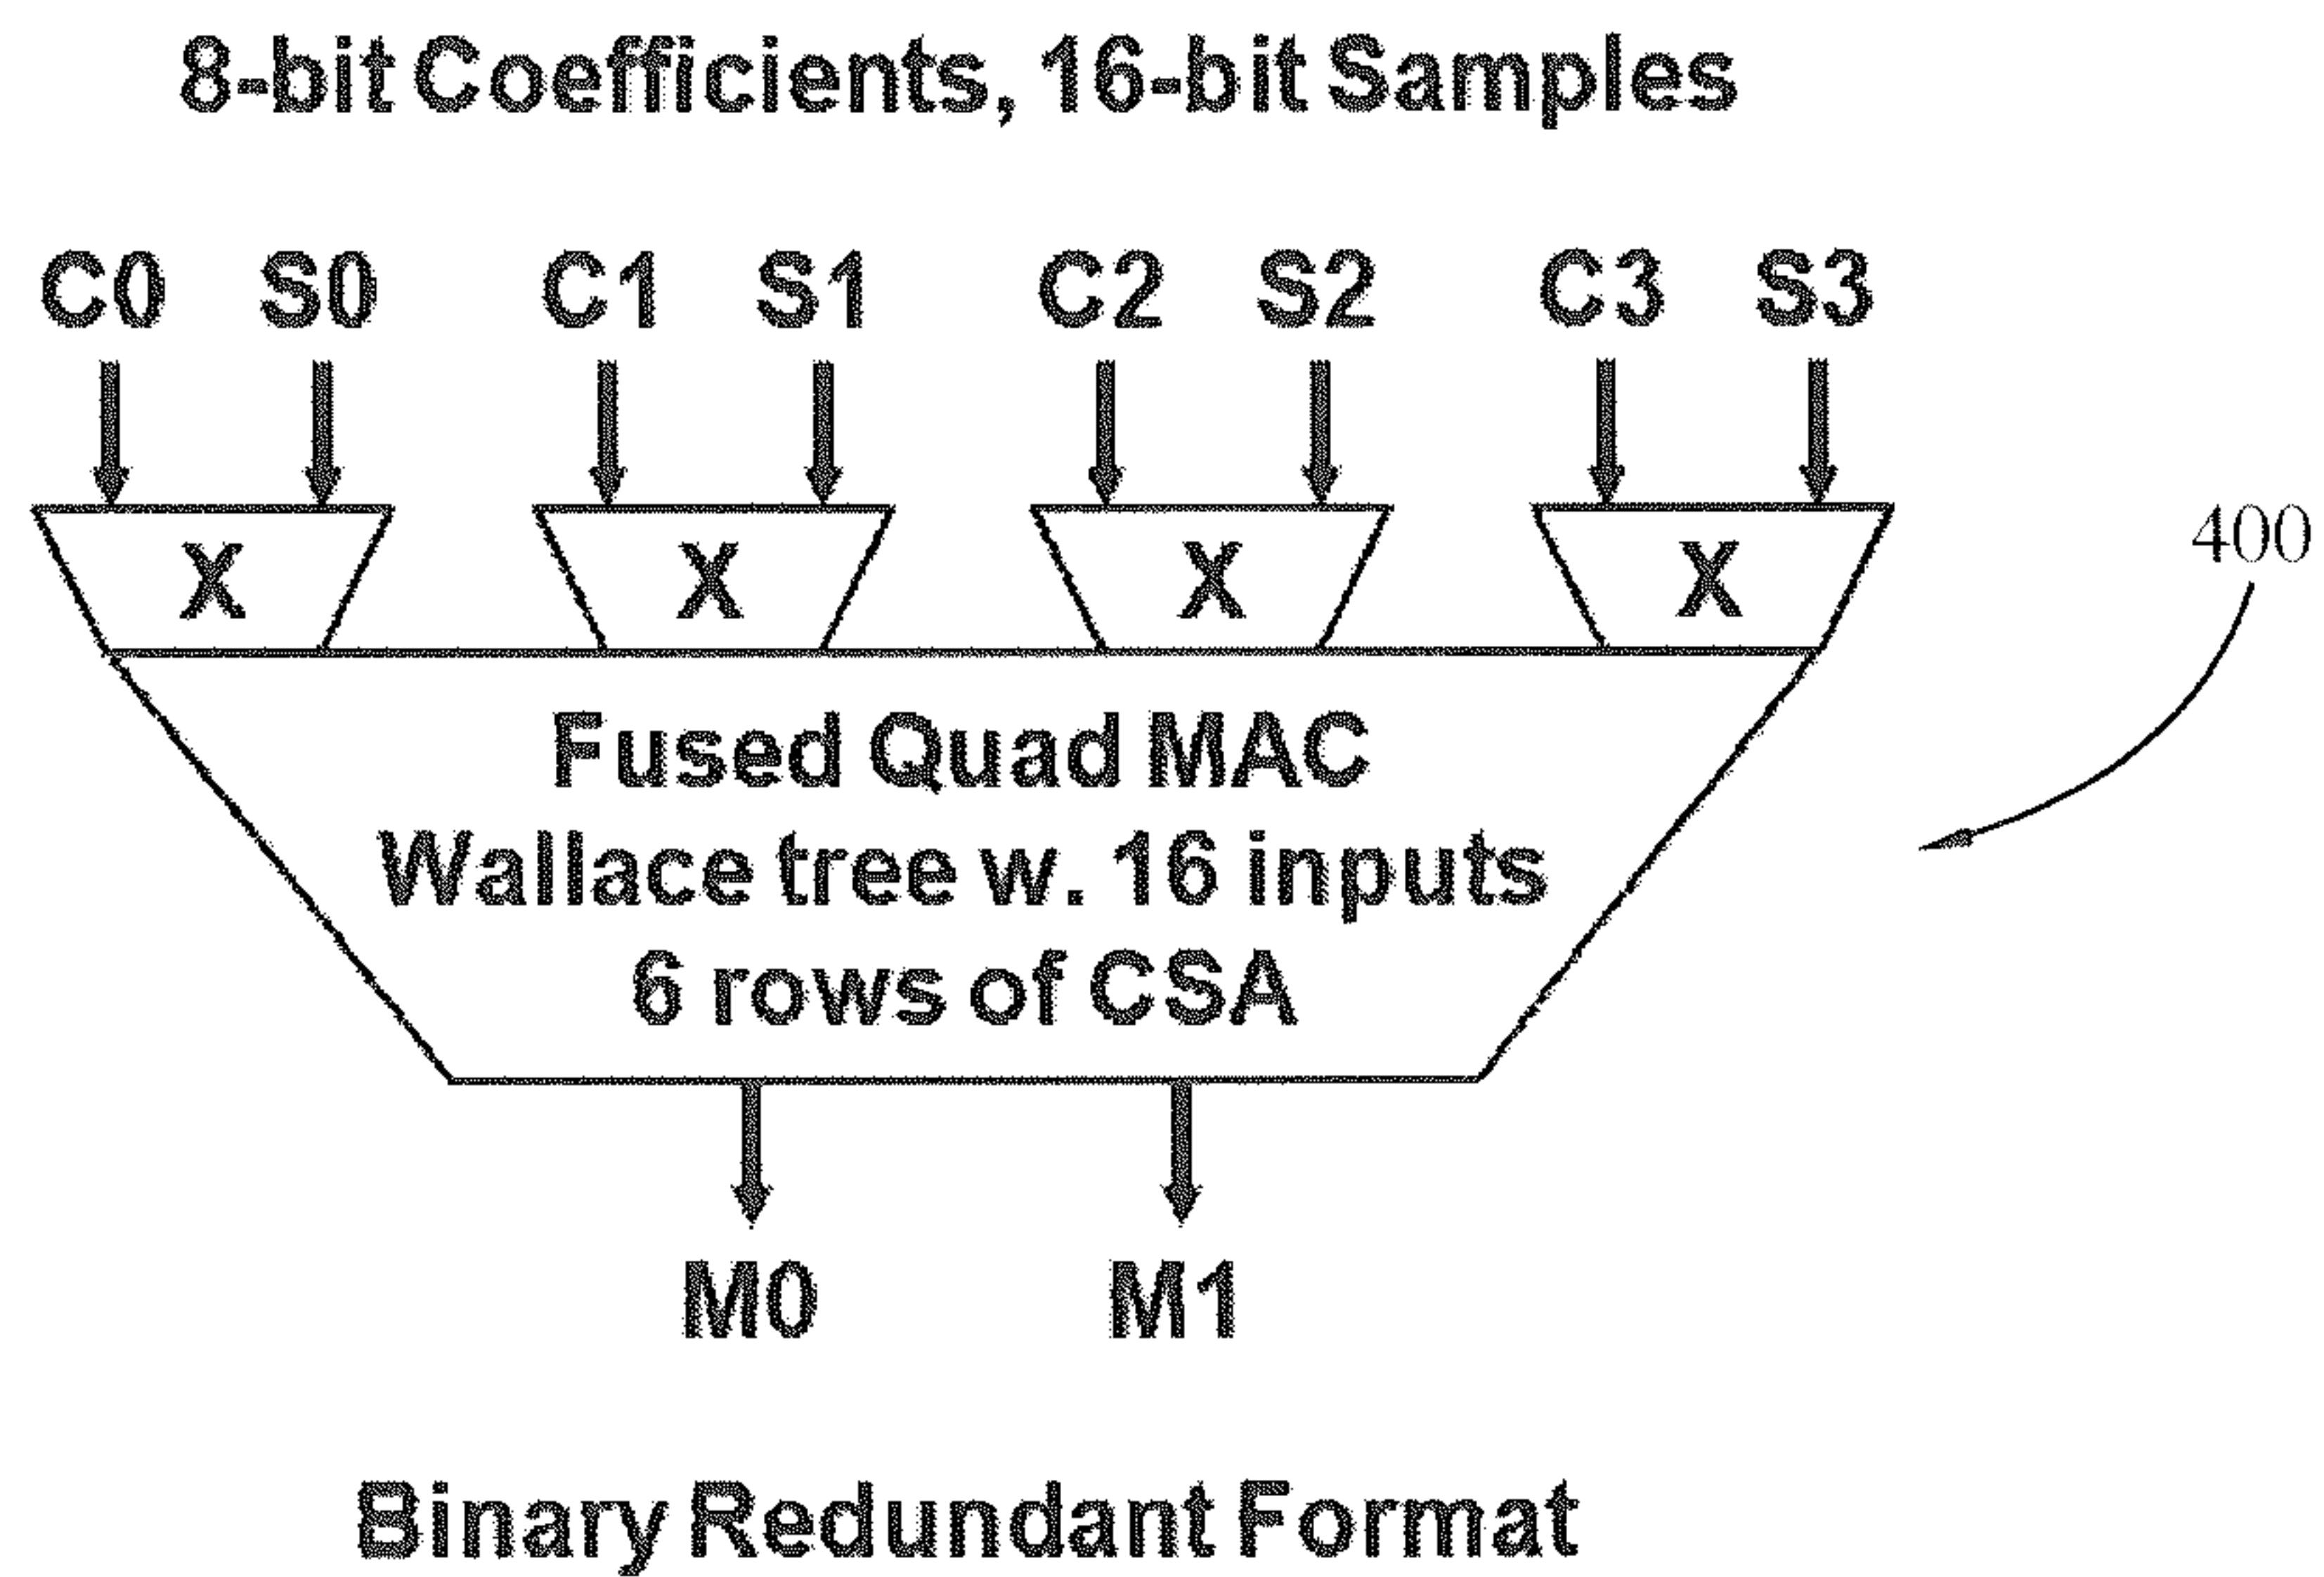 8-bit Coefficients, 16-bit Samples
C0 S0 C1 S1 C2 S2 C3 S3
X X X X
400
Fused Quad MAC
Wallace tree w. 16 inputs
6 rows of CSA
M0 M1
Binary Redundant Format